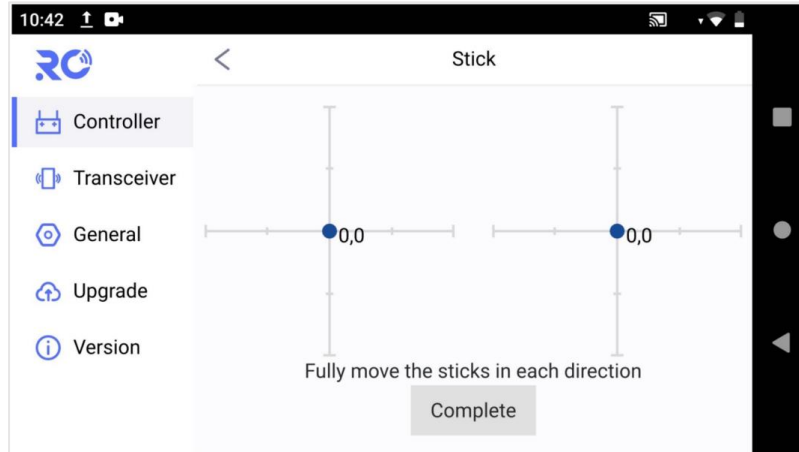 10:42
RC
Stick
Controller
Transceiver
General
Upgrade
Version
0,0
0,0
Fully move the sticks in each direction
Complete